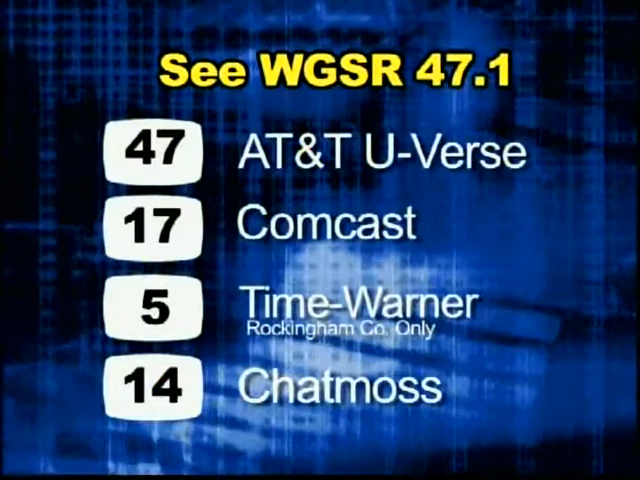 See WGSR 47.1
47 AT&T U-Verse
17 Comcast
5 Time-Warner
Rockingham Co. Only
14 Chatmoss